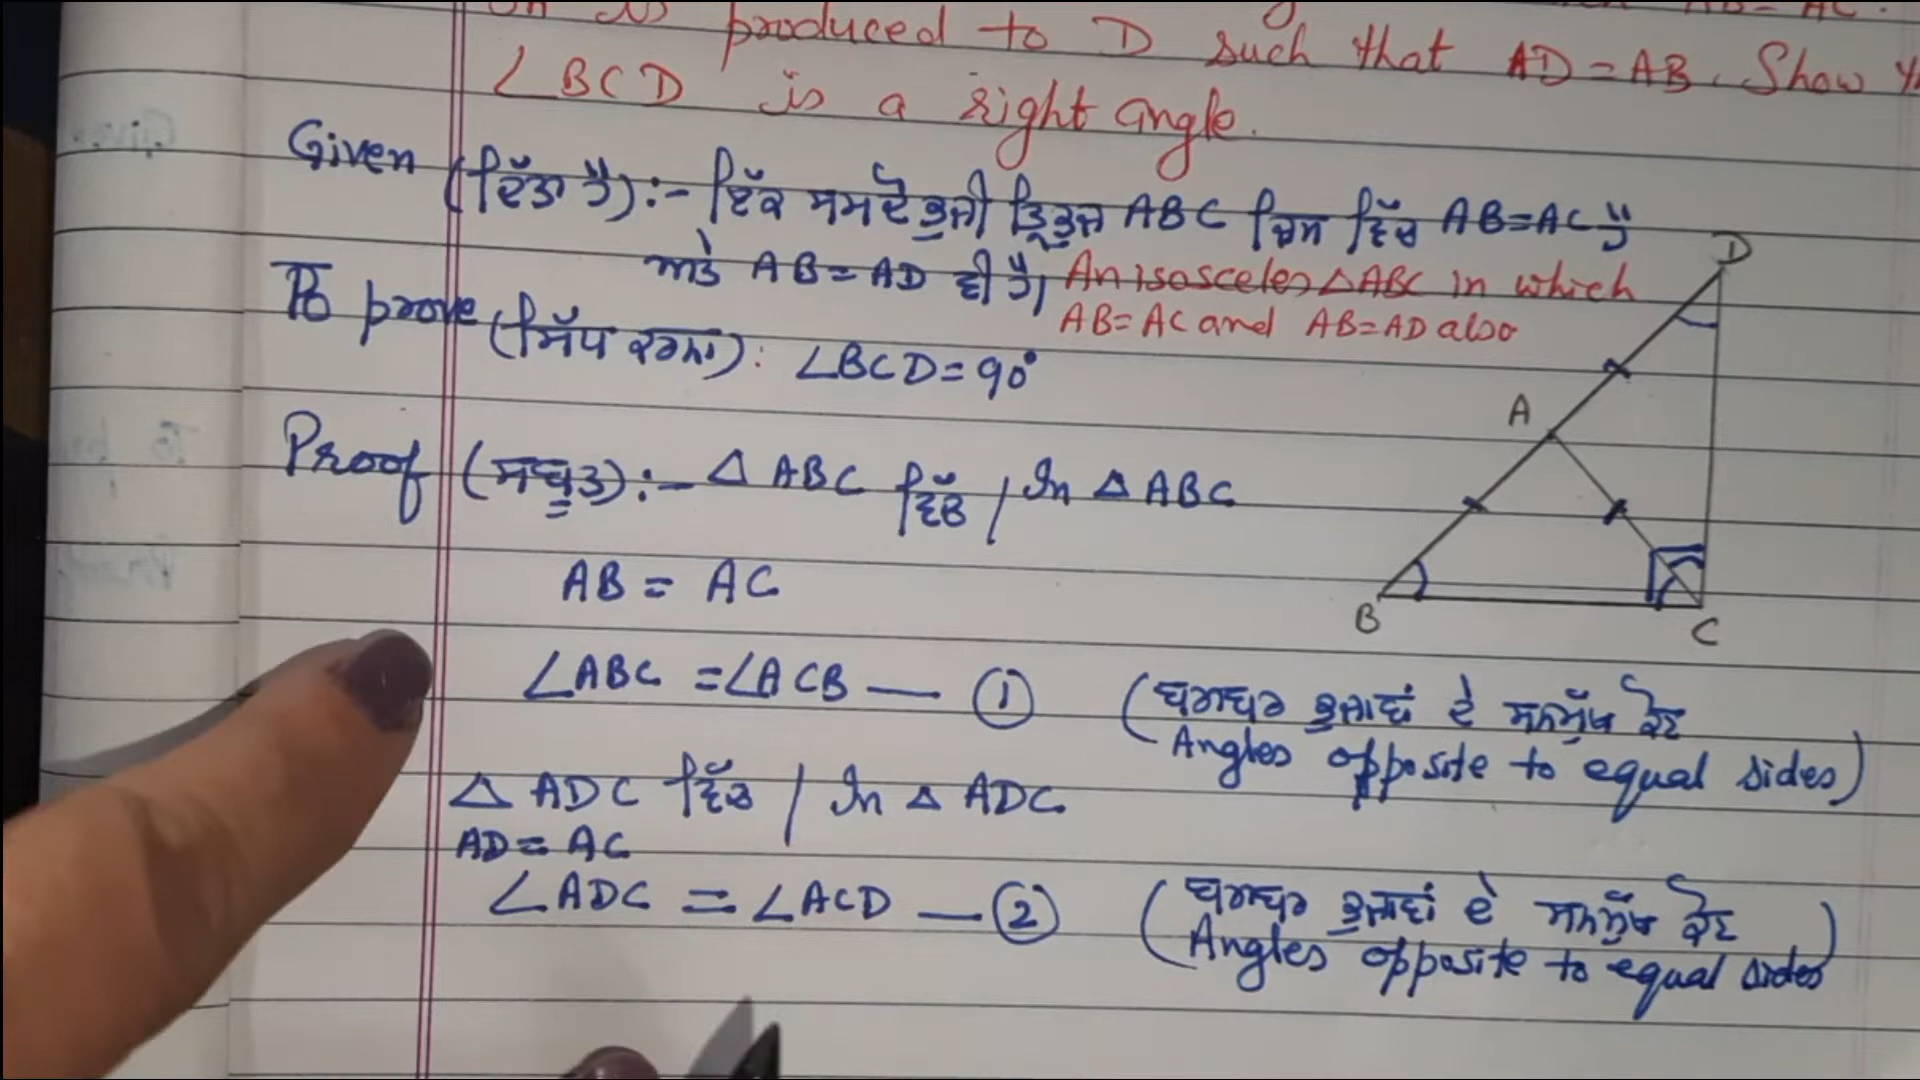 is produced to D such that AD=AB. Show
∠BCD is a right angle.
Given (ਦਿੱਤਾ ਹੈ):- ਇੱਕ ਸਮਦੋਭੁਜੀ ਤ੍ਰਿਭੁਜ ABC ਜਿਸ ਵਿੱਚ AB=AC ਹੈ
ਅਤੇ AB=AD ਵੀ ਹੈ। An isosceles △ABC in which
AB=AC and AB=AD also
To prove (ਸਿੱਧ ਕਰਨਾ): ∠BCD=90°
Proof (ਸਬੂਤ):- △ABC ਵਿੱਚ / In △ABC
AB = AC
∠ABC = ∠ACB — ① (ਬਰਾਬਰ ਭੁਜਾਵਾਂ ਦੇ ਸਨਮੁੱਖ ਕੋਣ
Angles opposite to equal sides)
△ADC ਵਿੱਚ / In △ADC
AD = AC
∠ADC = ∠ACD — ② (ਬਰਾਬਰ ਭੁਜਾਵਾਂ ਦੇ ਸਨਮੁੱਖ ਕੋਣ
Angles opposite to equal sides)
D
A
B
C